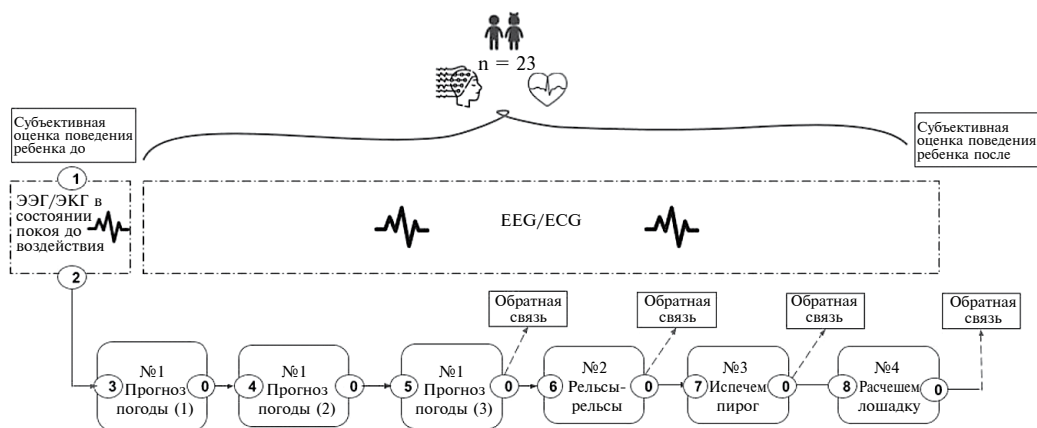 n = 23
Субъективная
оценка поведения
ребенка до
Субъективная
оценка поведения
ребенка после
1
ЭЭГ/ЭКГ в
состоянии
покоя до
воздействия
EEG/ECG
2
Обратная
связь
Обратная
связь
Обратная
связь
Обратная
связь
3
№1
Прогноз
погоды (1)
0
4
№1
Прогноз
погоды (2)
0
5
№1
Прогноз
погоды (3)
0
6
№2
Рельсы-
рельсы
0
7
№3
Испечем
пирог
0
8
№4
Расчешем
лошадку
0